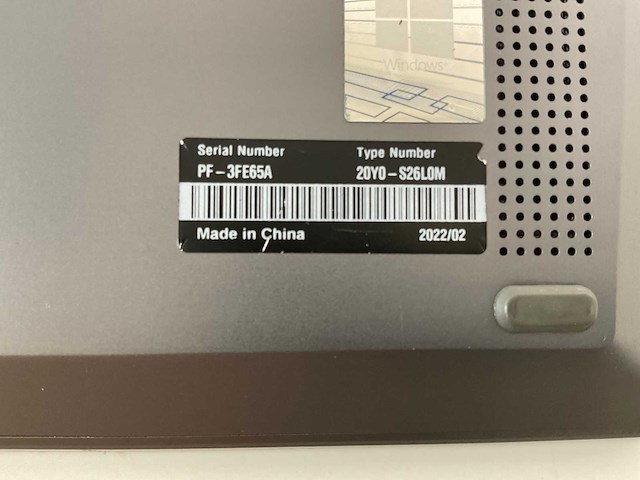 Windows
Serial Number Type Number
PF-3FE65A 20Y0-S26L0M
Made in China 2022/02